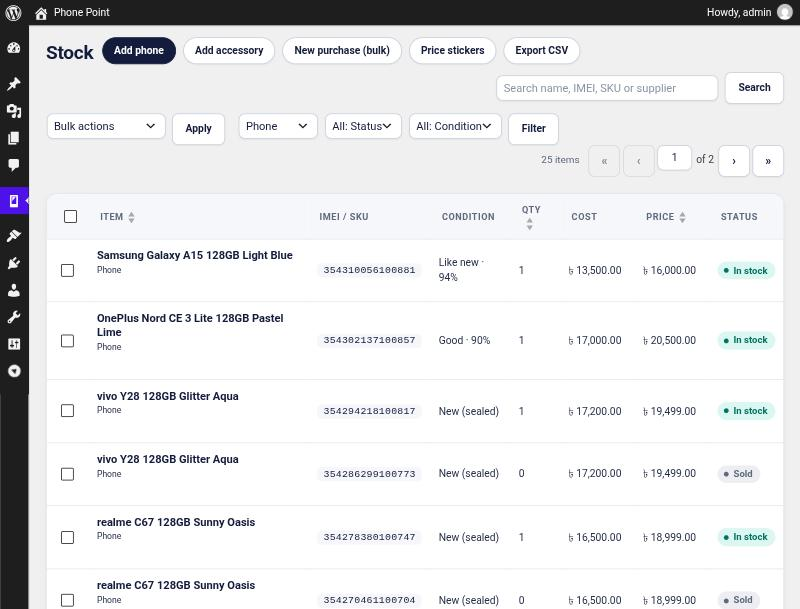 Phone Point
Howdy, admin
Stock
Add phone
Add accessory
New purchase (bulk)
Price stickers
Export CSV
Search name, IMEI, SKU or supplier
Search
Bulk actions
Apply
Phone
All: Status
All: Condition
Filter
25 items
«
‹
1
of 2
›
»
ITEM
IMEI / SKU
CONDITION
QTY
COST
PRICE
STATUS
Samsung Galaxy A15 128GB Light Blue
Phone
354310056100881
Like new ·
94%
1
৳ 13,500.00
৳ 16,000.00
In stock
OnePlus Nord CE 3 Lite 128GB Pastel
Lime
Phone
354302137100857
Good · 90%
1
৳ 17,000.00
৳ 20,500.00
In stock
vivo Y28 128GB Glitter Aqua
Phone
354294218100817
New (sealed)
1
৳ 17,200.00
৳ 19,499.00
In stock
vivo Y28 128GB Glitter Aqua
Phone
354286299100773
New (sealed)
0
৳ 17,200.00
৳ 19,499.00
Sold
realme C67 128GB Sunny Oasis
Phone
354278380100747
New (sealed)
1
৳ 16,500.00
৳ 18,999.00
In stock
realme C67 128GB Sunny Oasis
Phone
354270461100704
New (sealed)
0
৳ 16,500.00
৳ 18,999.00
Sold